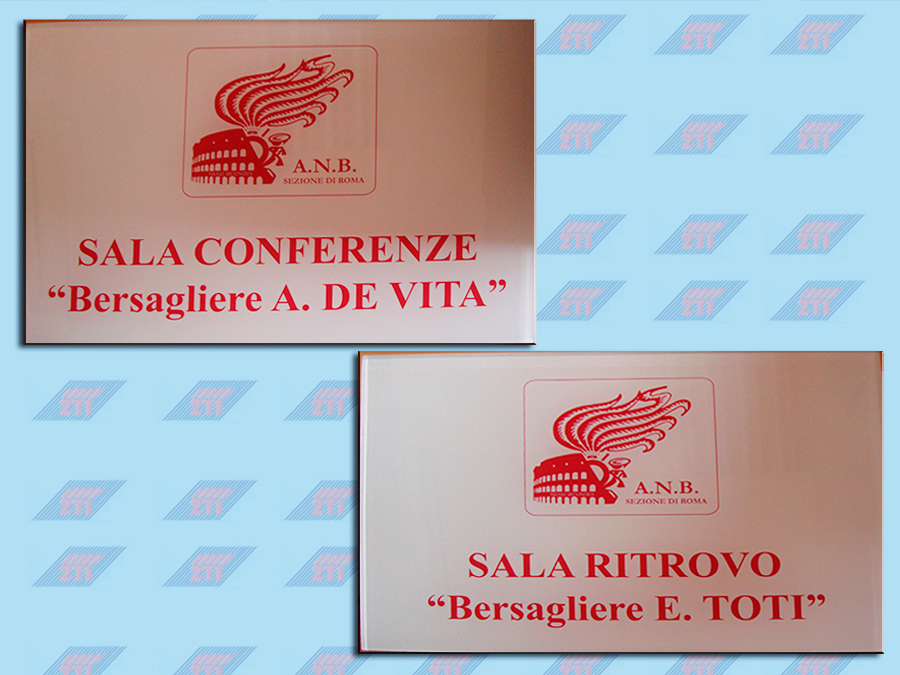 A.N.B.
SEZIONE DI ROMA
SALA CONFERENZE
“Bersagliere A. DE VITA”
A.N.B.
SEZIONE DI ROMA
SALA RITROVO
“Bersagliere E. TOTI”